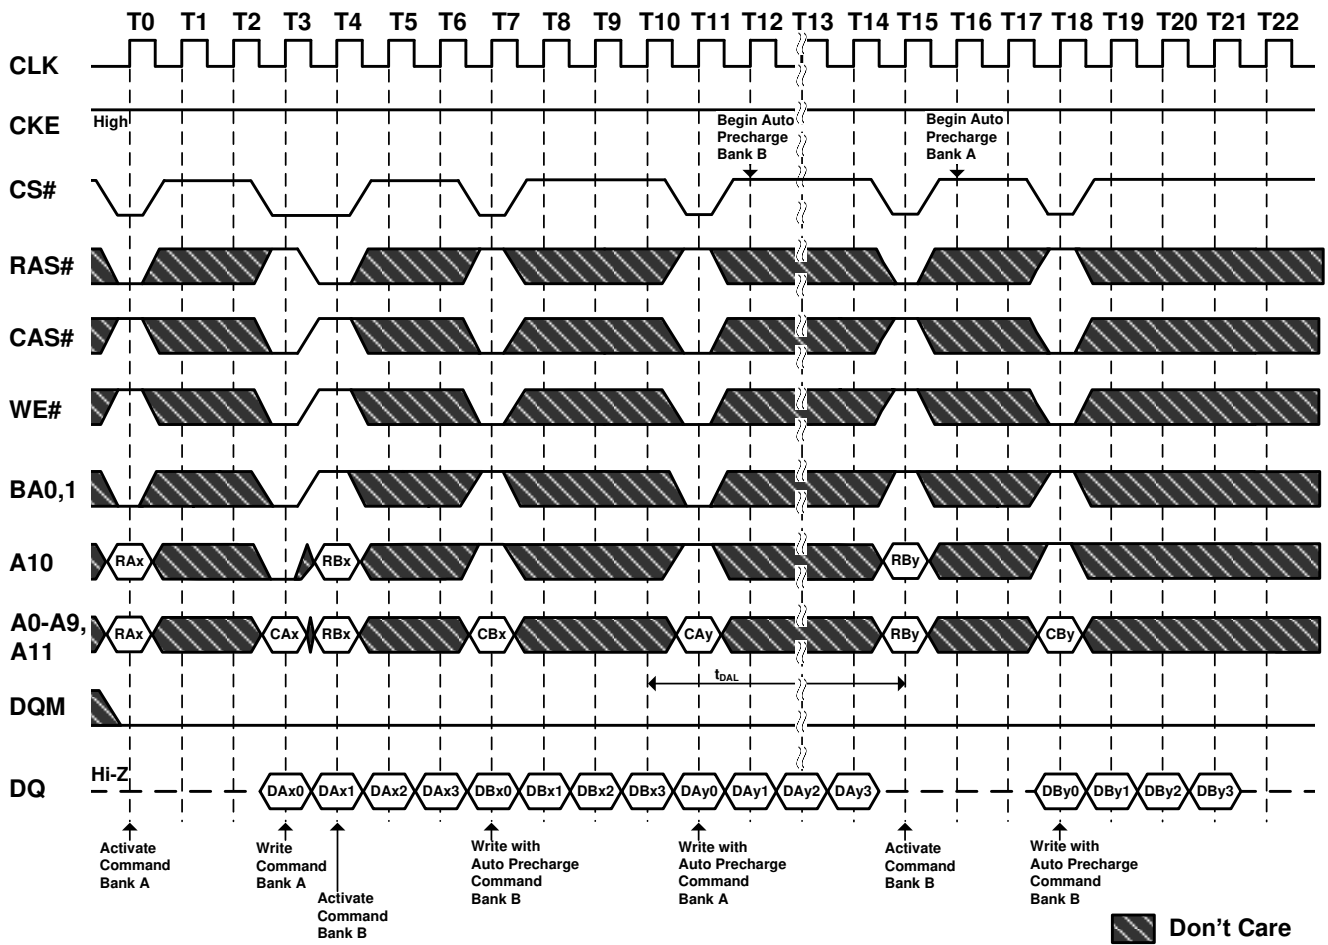 T0 T1 T2 T3 T4 T5 T6 T7 T8 T9 T10 T11 T12 T13 T14 T15 T16 T17 T18 T19 T20 T21 T22
CLK
CKE
High
Begin Auto
Precharge
Bank B
Begin Auto
Precharge
Bank A
CS#
RAS#
CAS#
WE#
BA0,1
A10
RAx RBx RBy
A0-A9,
A11
RAx CAx RBx CBx CAy RBy CBy
tDAL
DQM
Hi-Z
DQ
DAx0 DAx1 DAx2 DAx3 DBx0 DBx1 DBx2 DBx3 DAy0 DAy1 DAy2 DAy3 DBy0 DBy1 DBy2 DBy3
Activate
Command
Bank A
Write
Command
Bank A
Activate
Command
Bank B
Write with
Auto Precharge
Command
Bank B
Write with
Auto Precharge
Command
Bank A
Activate
Command
Bank B
Write with
Auto Precharge
Command
Bank B
Don't Care